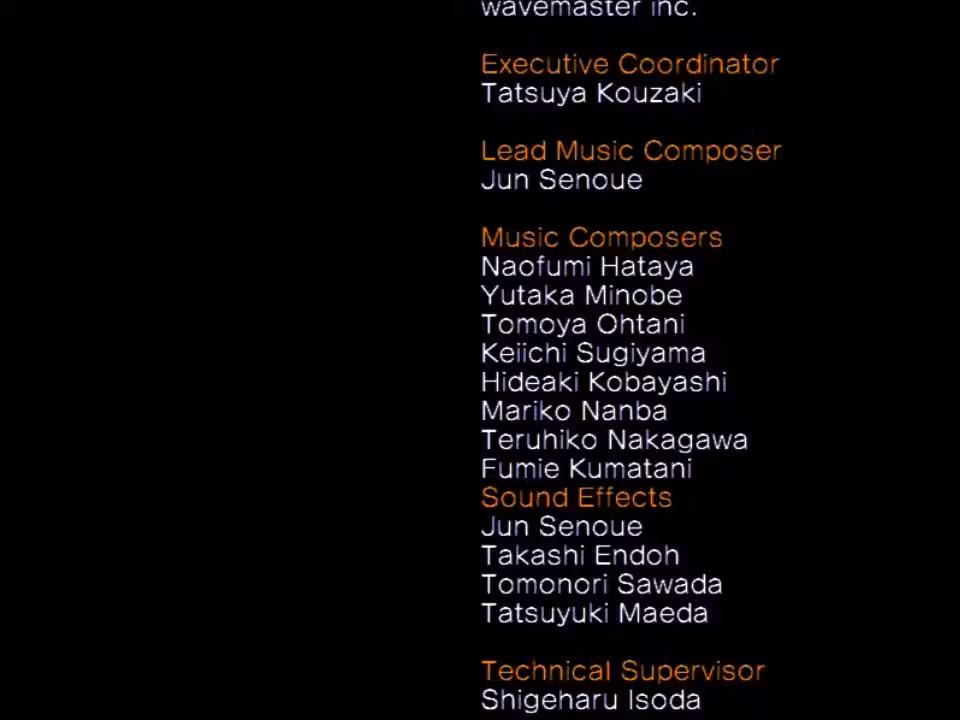 wavemaster inc.
Executive Coordinator
Tatsuya Kouzaki
Lead Music Composer
Jun Senoue
Music Composers
Naofumi Hataya
Yutaka Minobe
Tomoya Ohtani
Keiichi Sugiyama
Hideaki Kobayashi
Mariko Nanba
Teruhiko Nakagawa
Fumie Kumatani
Sound Effects
Jun Senoue
Takashi Endoh
Tomonori Sawada
Tatsuyuki Maeda
Technical Supervisor
Shigeharu Isoda